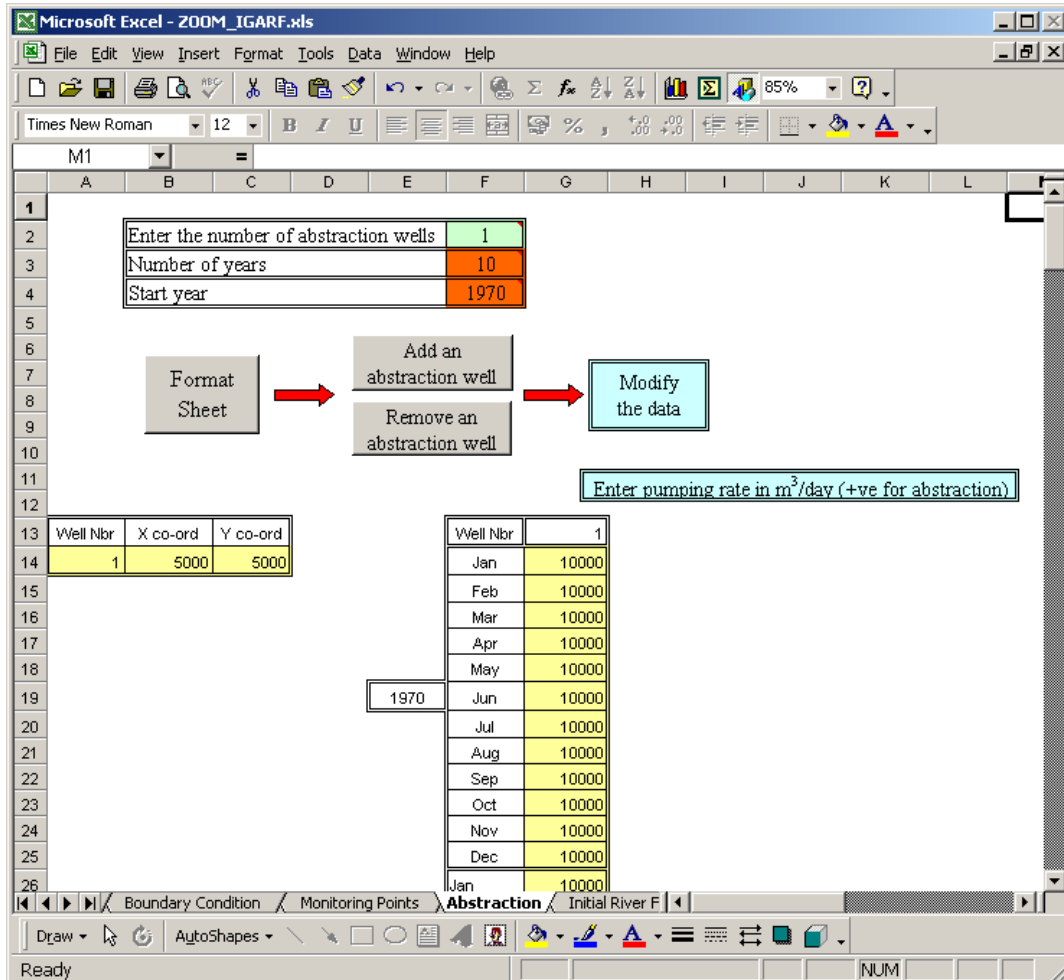 Microsoft Excel - ZOOM_IGARF.xls
File Edit View Insert Format Tools Data Window Help
85%
Times New Roman 12 B I U
M1 =
A B C D E F G H I J K L
1
2 Enter the number of abstraction wells 1
3 Number of years 10
4 Start year 1970
5
6 Add an
7 Format abstraction well Modify
8 Sheet the data
9 Remove an
10 abstraction well
11 Enter pumping rate in m³/day (+ve for abstraction)
12
13 Well Nbr X co-ord Y co-ord Well Nbr 1
14 1 5000 5000 Jan 10000
15 Feb 10000
16 Mar 10000
17 Apr 10000
18 May 10000
19 1970 Jun 10000
20 Jul 10000
21 Aug 10000
22 Sep 10000
23 Oct 10000
24 Nov 10000
25 Dec 10000
26 Jan 10000
Boundary Condition Monitoring Points Abstraction Initial River F
Draw AutoShapes
Ready NUM